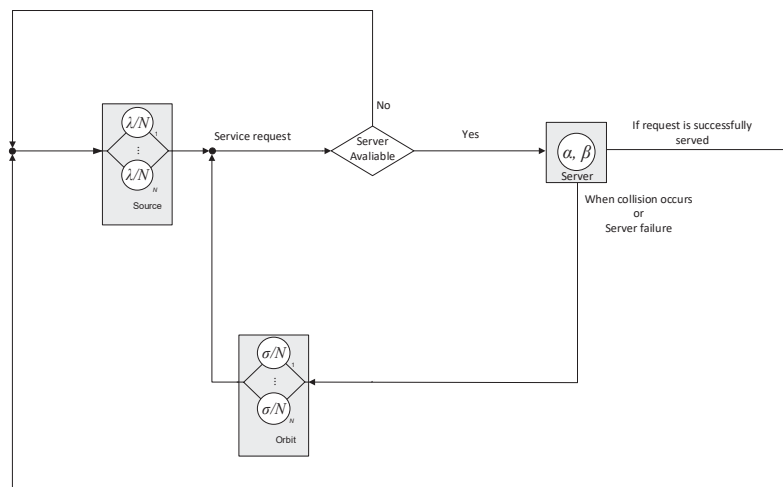 No
λ/N
1
⋮
λ/N
N
Source
Service request
Server
Avaliable
Yes
α, β
Server
If request is successfully
served
When collision occurs
or
Server failure
σ/N
1
⋮
σ/N
N
Orbit